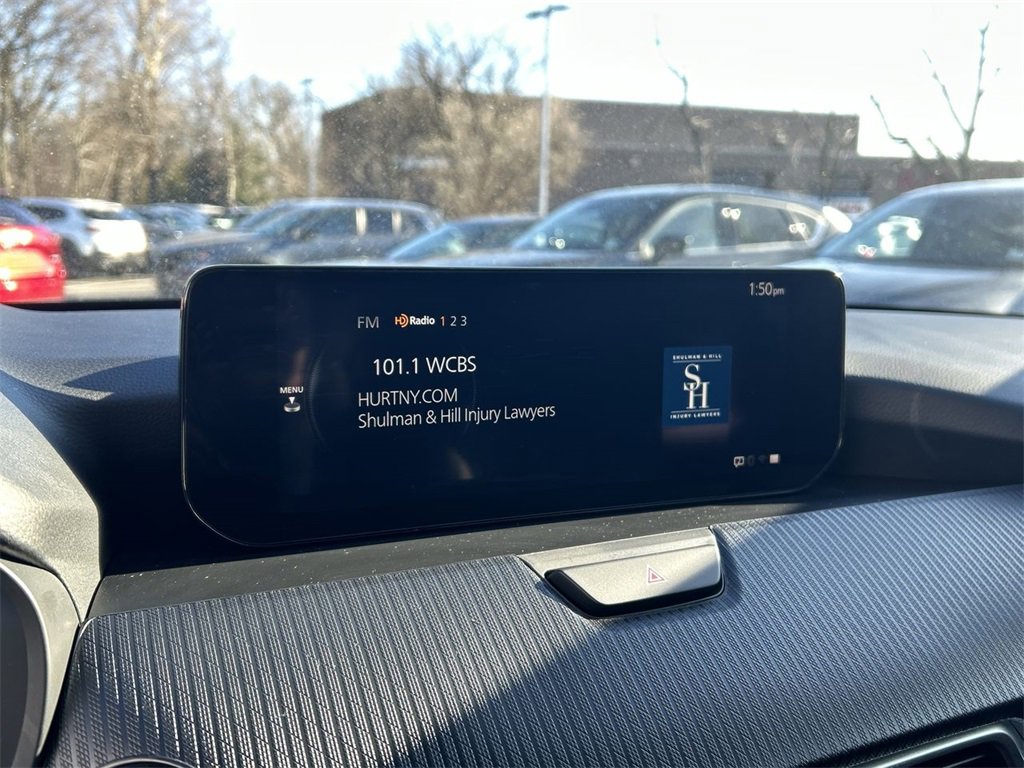 1:50pm
FM HD Radio 1 2 3
101.1 WCBS
MENU
HURTNY.COM
Shulman & Hill Injury Lawyers
SHULMAN & HILL
SH
INJURY LAWYERS